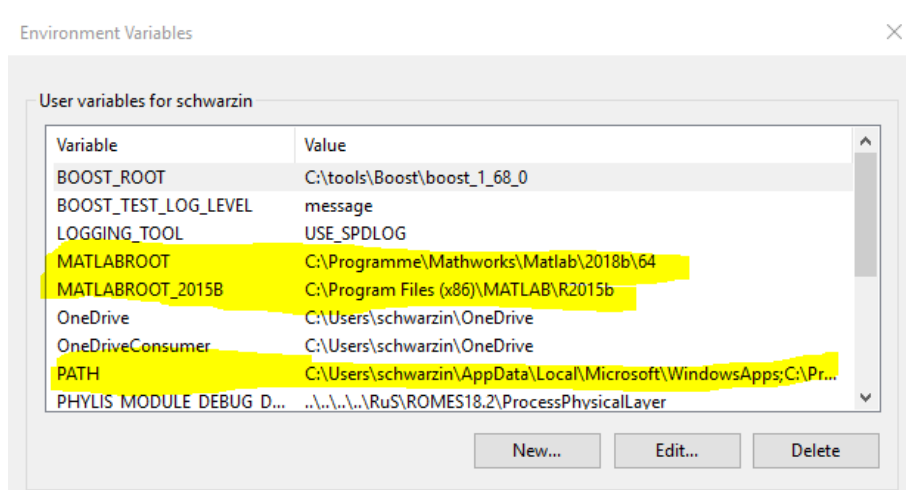 Environment Variables
User variables for schwarzin
Variable Value
BOOST_ROOT C:\tools\Boost\boost_1_68_0
BOOST_TEST_LOG_LEVEL message
LOGGING_TOOL USE_SPDLOG
MATLABROOT C:\Programme\Mathworks\Matlab\2018b\64
MATLABROOT_2015B C:\Program Files (x86)\MATLAB\R2015b
OneDrive C:\Users\schwarzin\OneDrive
OneDriveConsumer C:\Users\schwarzin\OneDrive
PATH C:\Users\schwarzin\AppData\Local\Microsoft\WindowsApps;C:\Pr...
PHYLIS_MODULE_DEBUG_D... ..\..\..\..\RuS\ROMES18.2\ProcessPhysicalLayer
New... Edit... Delete